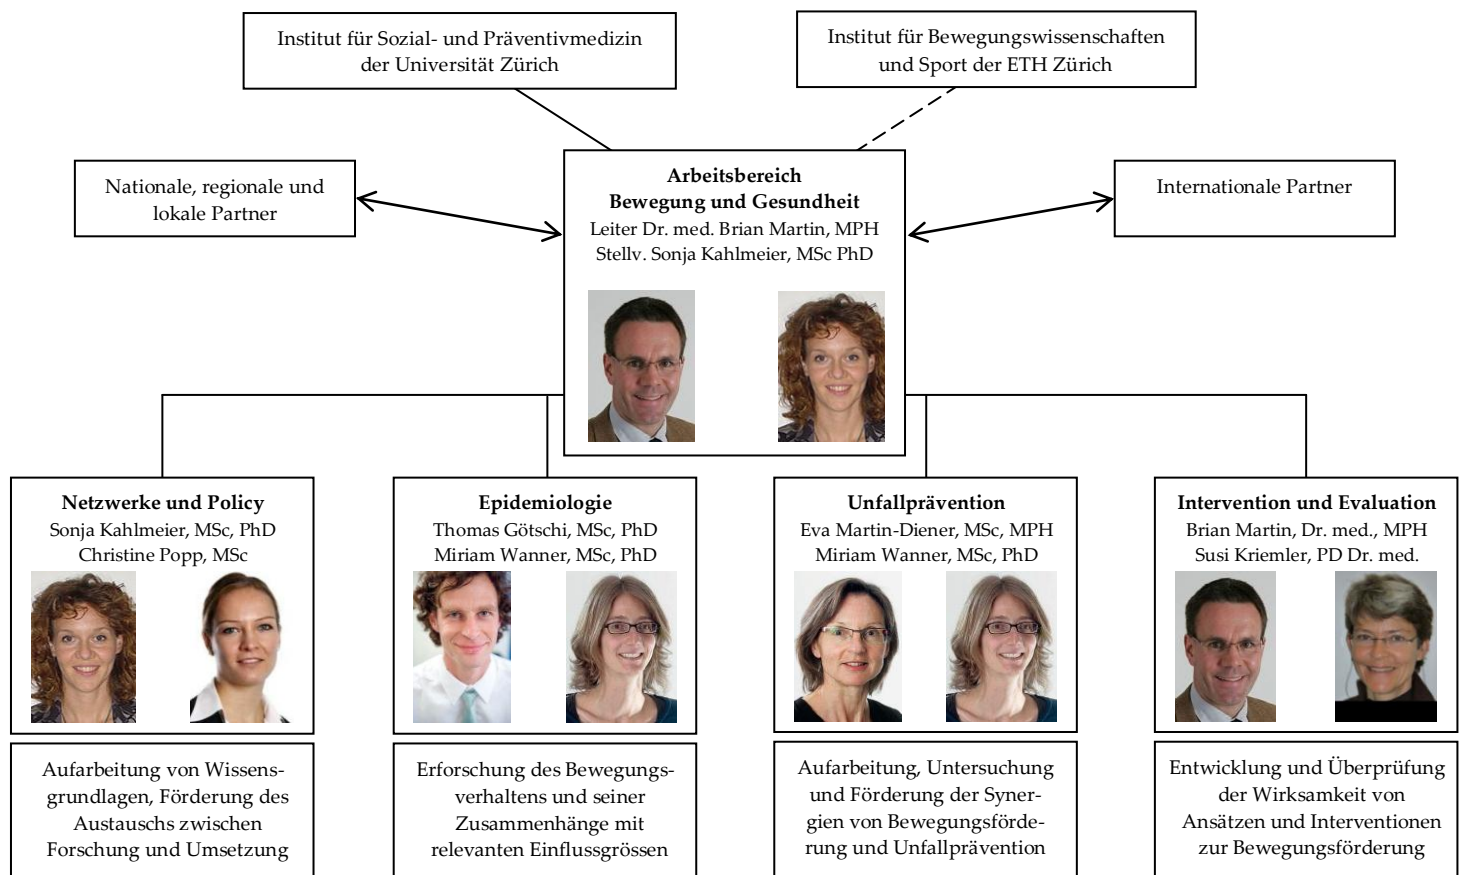 Institut für Sozial- und Präventivmedizin
der Universität Zürich
Institut für Bewegungswissenschaften
und Sport der ETH Zürich
Nationale, regionale und
lokale Partner
Arbeitsbereich
Bewegung und Gesundheit
Leiter Dr. med. Brian Martin, MPH
Stellv. Sonja Kahlmeier, MSc PhD
Internationale Partner
Netzwerke und Policy
Sonja Kahlmeier, MSc, PhD
Christine Popp, MSc
Epidemiologie
Thomas Götschi, MSc, PhD
Miriam Wanner, MSc, PhD
Unfallprävention
Eva Martin-Diener, MSc, MPH
Miriam Wanner, MSc, PhD
Intervention und Evaluation
Brian Martin, Dr. med., MPH
Susi Kriemler, PD Dr. med.
Aufarbeitung von Wissens-
grundlagen, Förderung des
Austauschs zwischen
Forschung und Umsetzung
Erforschung des Bewegungs-
verhaltens und seiner
Zusammenhänge mit
relevanten Einflussgrössen
Aufarbeitung, Untersuchung
und Förderung der Syner-
gien von Bewegungsförde-
rung und Unfallprävention
Entwicklung und Überprüfung
der Wirksamkeit von
Ansätzen und Interventionen
zur Bewegungsförderung